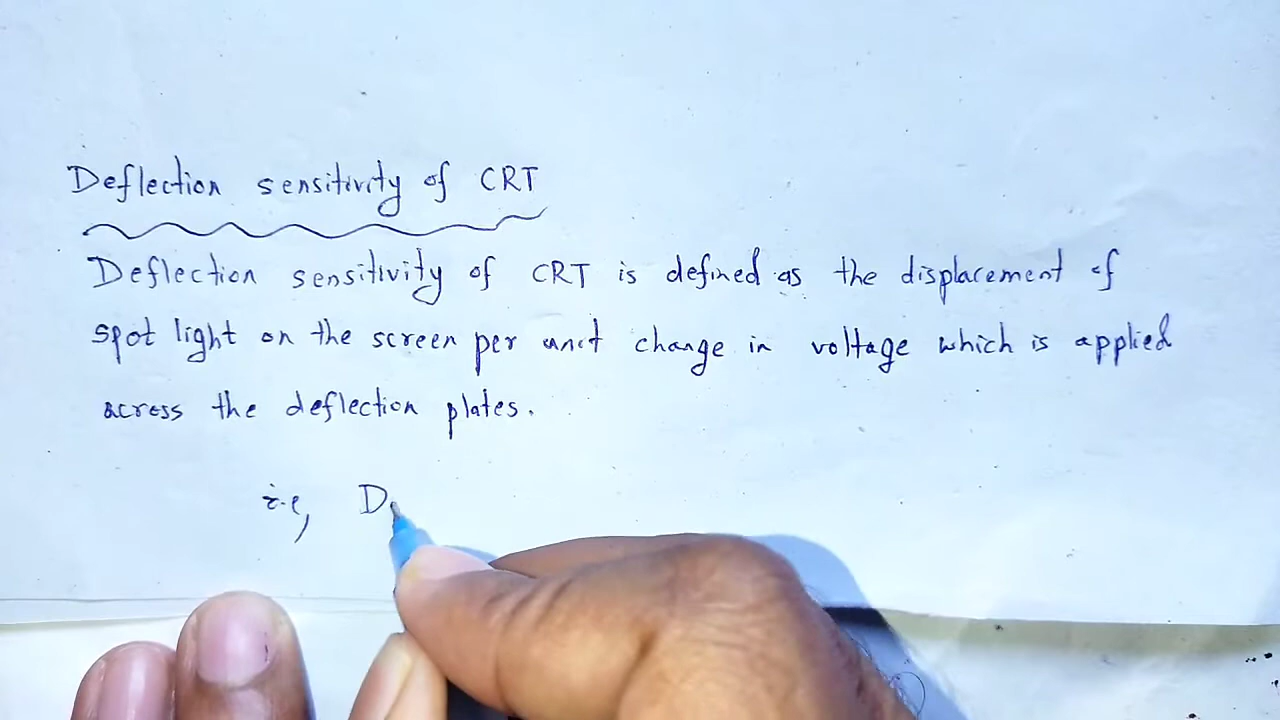 Deflection sensitivity of CRT
Deflection sensitivity of CRT is defined as the displacement of
spot light on the screen per unit change in voltage which is applied
across the deflection plates.
i.e, D